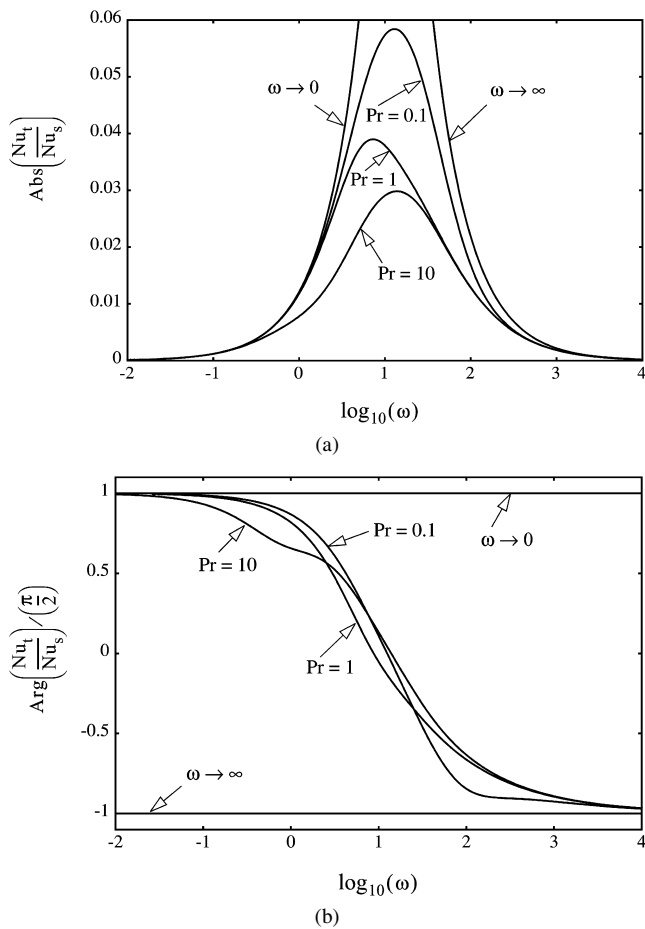 0.06
0.05
0.04
0.03
0.02
0.01
0
Abs(Nu_t/Nu_s)
ω → 0
Pr = 0.1
ω → ∞
Pr = 1
Pr = 10
-2 -1 0 1 2 3 4
log₁₀(ω)
(a)
1
0.5
0
-0.5
-1
Arg(Nu_t/Nu_s)/(π/2)
Pr = 0.1
ω → 0
Pr = 10
Pr = 1
ω → ∞
-2 -1 0 1 2 3 4
log₁₀(ω)
(b)